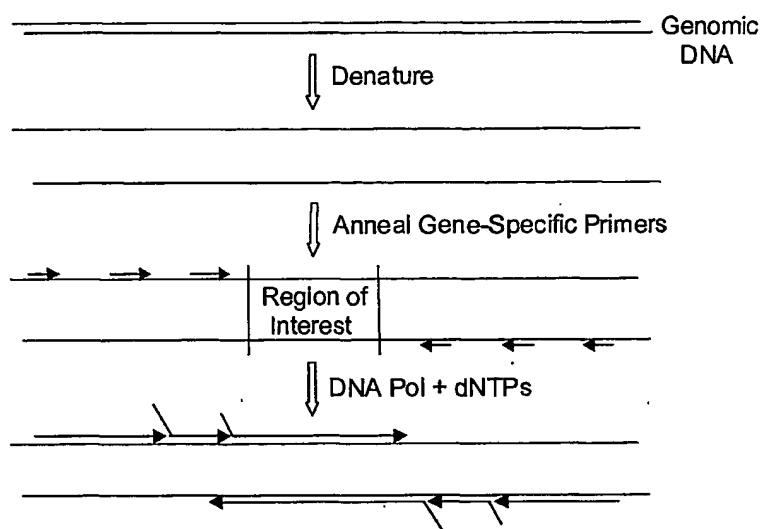 Genomic
DNA
Denature
Anneal Gene-Specific Primers
Region of
Interest
DNA Pol + dNTPs